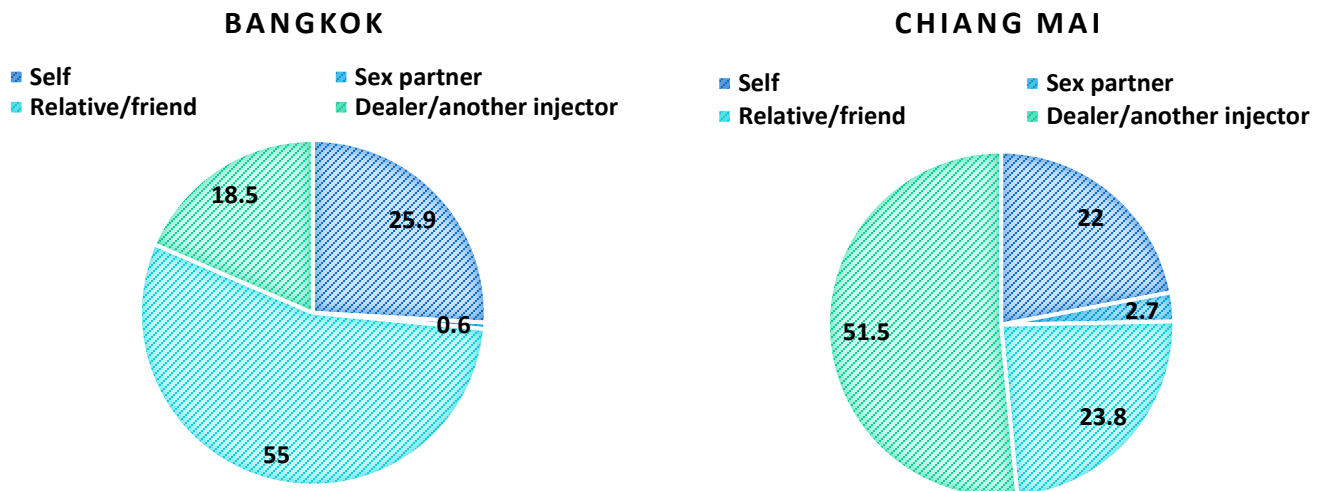 BANGKOK
Self
Sex partner
Relative/friend
Dealer/another injector
18.5
25.9
0.6
55
CHIANG MAI
Self
Sex partner
Relative/friend
Dealer/another injector
22
2.7
51.5
23.8